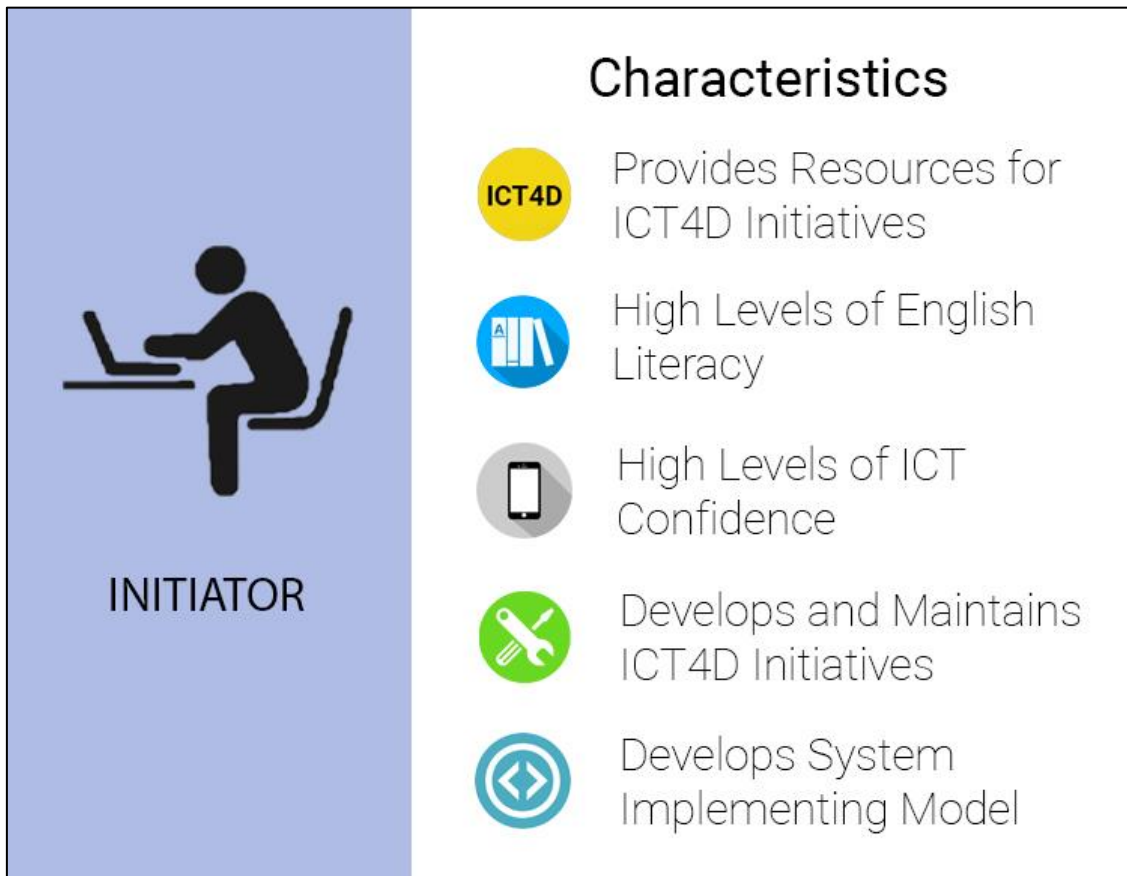 INITIATOR
Characteristics
ICT4D
Provides Resources for
ICT4D Initiatives
A
High Levels of English
Literacy
High Levels of ICT
Confidence
Develops and Maintains
ICT4D Initiatives
Develops System
Implementing Model